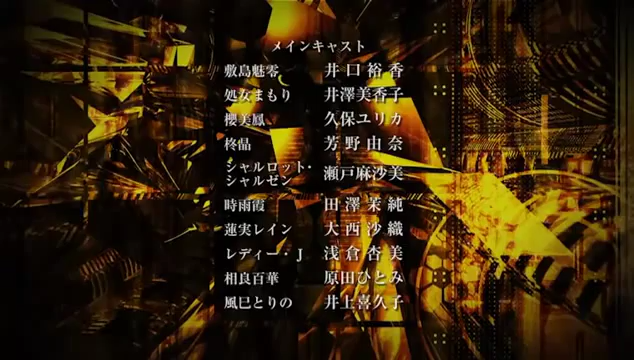 メインキャスト
敷島魅零 井口裕香
処女まもり 井澤美香子
櫻美鳳 久保ユリカ
柊晶 芳野由奈
シャルロット・
シャルゼン 瀬戸麻沙美
時雨霞 田澤茉純
蓮実レイン 大西沙織
レディー・J 浅倉杏美
相良百華 原田ひとみ
風巳とりの 井上喜久子